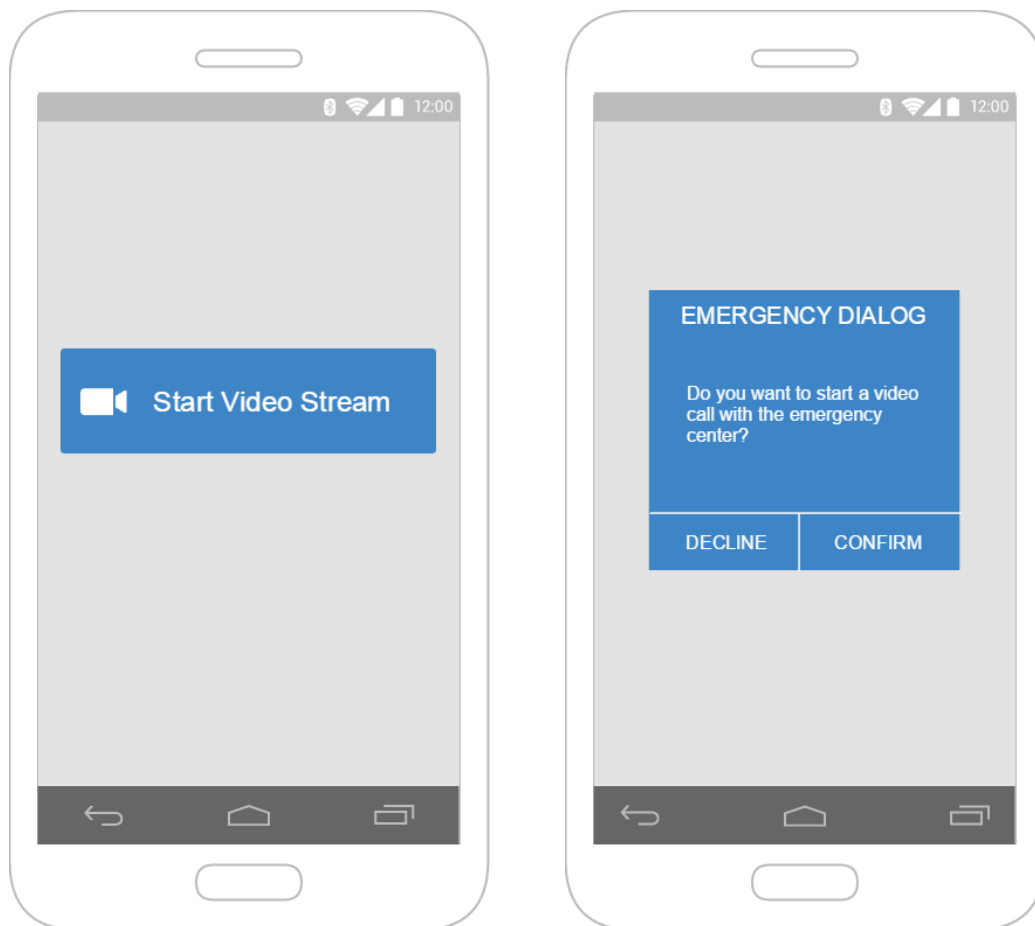 12:00
Start Video Stream
12:00
EMERGENCY DIALOG
Do you want to start a video
call with the emergency
center?
DECLINE
CONFIRM